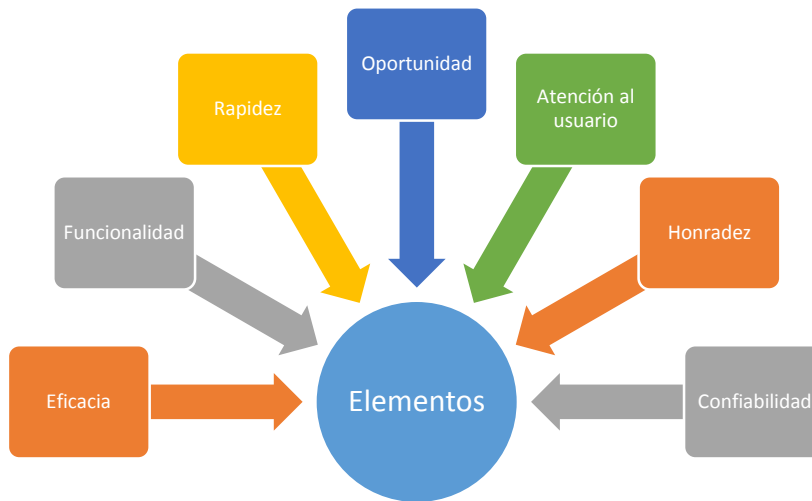 Oportunidad
Rapidez
Atención al
usuario
Funcionalidad
Honradez
Eficacia
Elementos
Confiabilidad